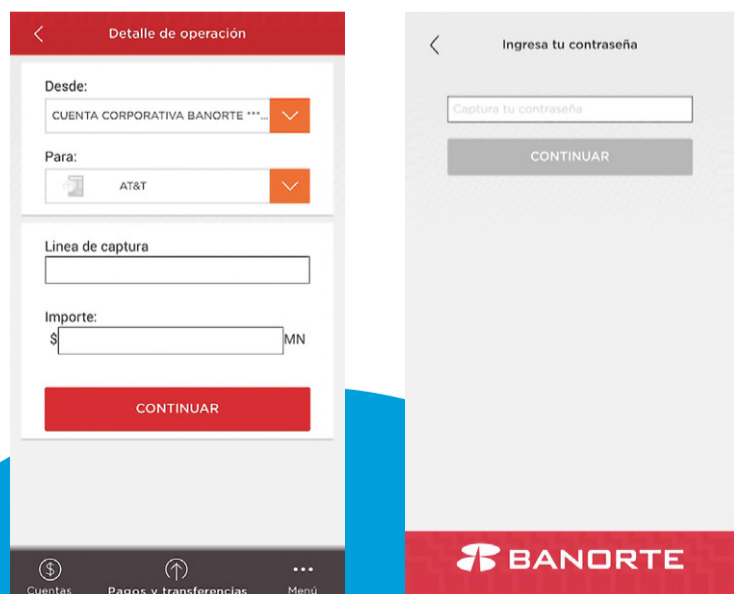 Detalle de operación
Desde:
CUENTA CORPORATIVA BANORTE ***...
Para:
AT&T
Linea de captura
Importe:
$ MN
CONTINUAR
Cuentas Pagos y transferencias Menú
Ingresa tu contraseña
Captura tu contraseña
CONTINUAR
BANORTE